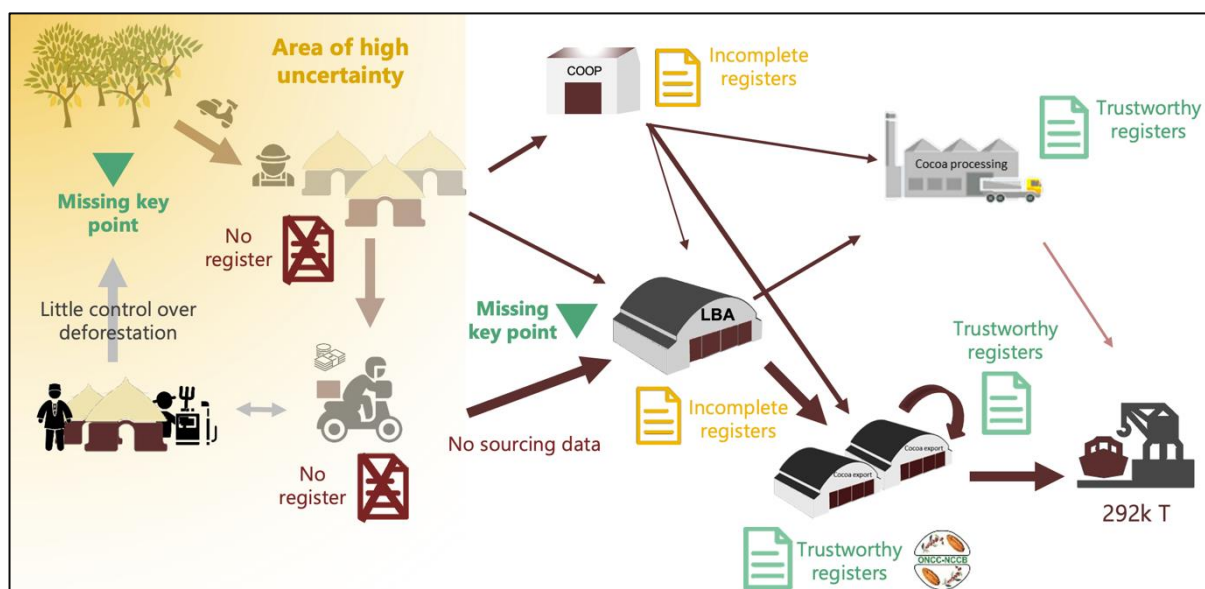 Area of high
uncertainty
COOP
Incomplete
registers
Trustworthy
registers
Cocoa processing
Missing key
point
No
register
Little control over
deforestation
Missing
key point
LBA
Trustworthy
registers
Incomplete
registers
No sourcing data
No
register
Cocoa export
Cocoa export
292k T
Trustworthy
registers
ONCC-NCCB